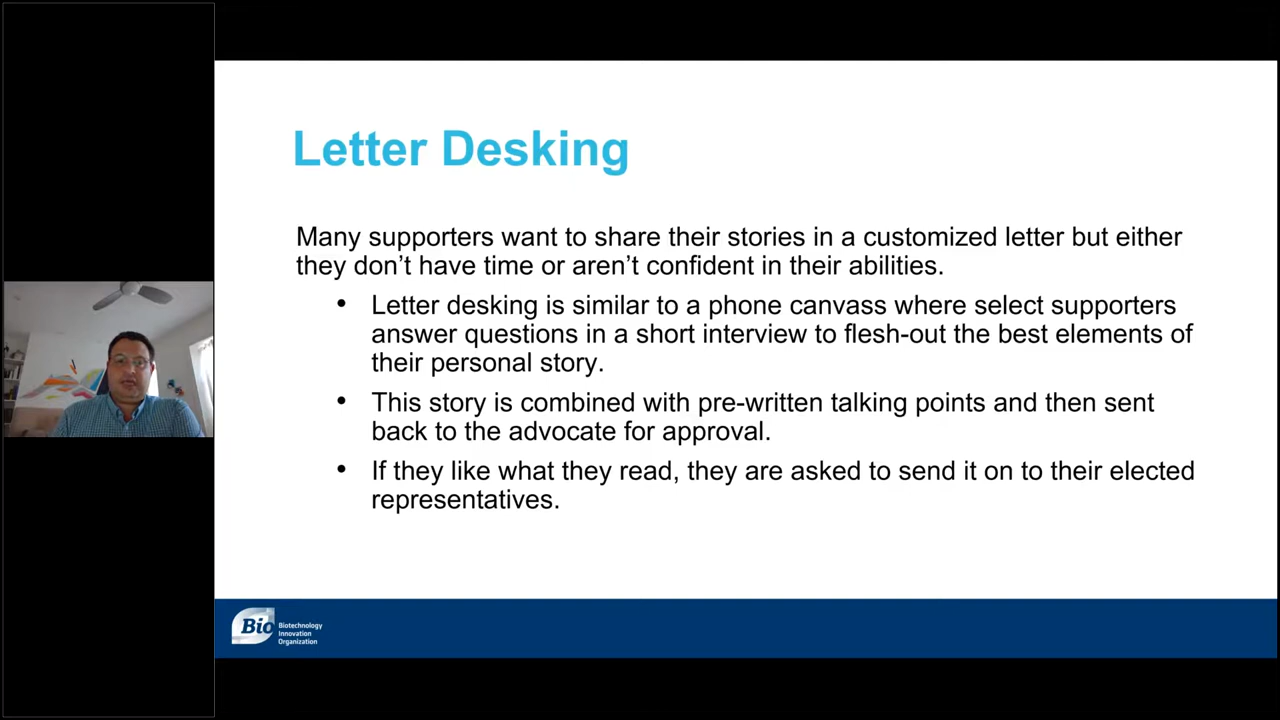 Letter Desking
Many supporters want to share their stories in a customized letter but either
they don’t have time or aren’t confident in their abilities.
• Letter desking is similar to a phone canvass where select supporters
answer questions in a short interview to flesh-out the best elements of
their personal story.
• This story is combined with pre-written talking points and then sent
back to the advocate for approval.
• If they like what they read, they are asked to send it on to their elected
representatives.
Bio
Biotechnology
Innovation
Organization